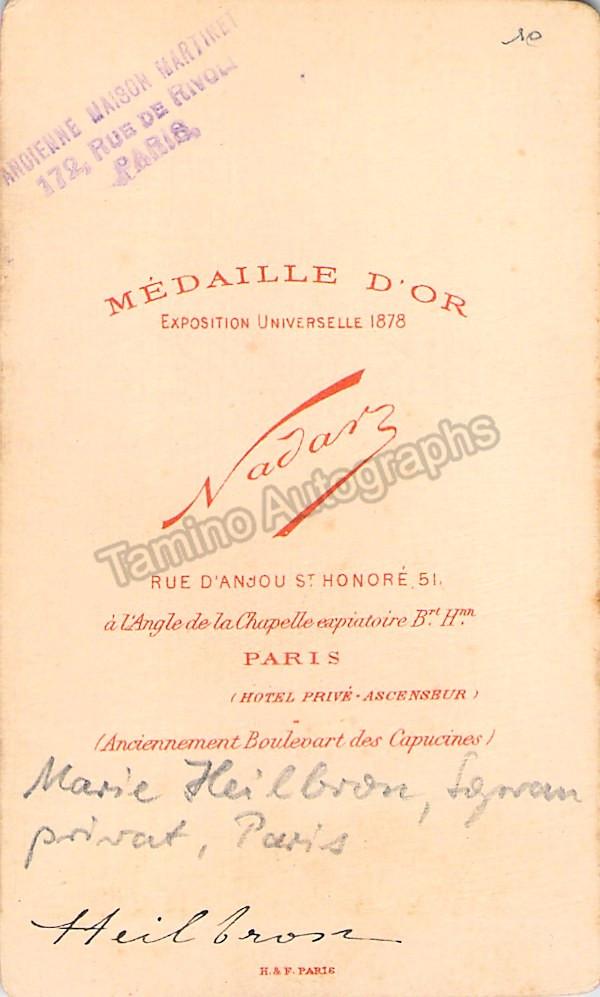 ANCIENNE MAISON MARTINET
172, RUE DE RIVOLI
PARIS.
10
MÉDAILLE D'OR
EXPOSITION UNIVERSELLE 1878
Nadar
Tamino Autographs
RUE D'ANJOU ST HONORÉ, 51,
à l'Angle de la Chapelle expiatoire Brt Hnn
PARIS
(HOTEL PRIVÉ - ASCENSEUR)
(Anciennement Boulevart des Capucines)
Marie Heilbron, Sopran
privat, Paris
Heilbron
H. & F. PARIS